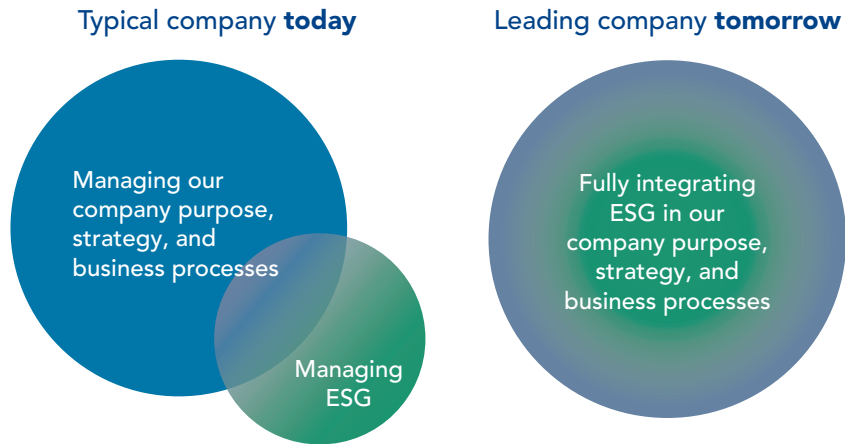 Typical company today
Leading company tomorrow
Managing our
company purpose,
strategy, and
business processes
Managing
ESG
Fully integrating
ESG in our
company purpose,
strategy, and
business processes